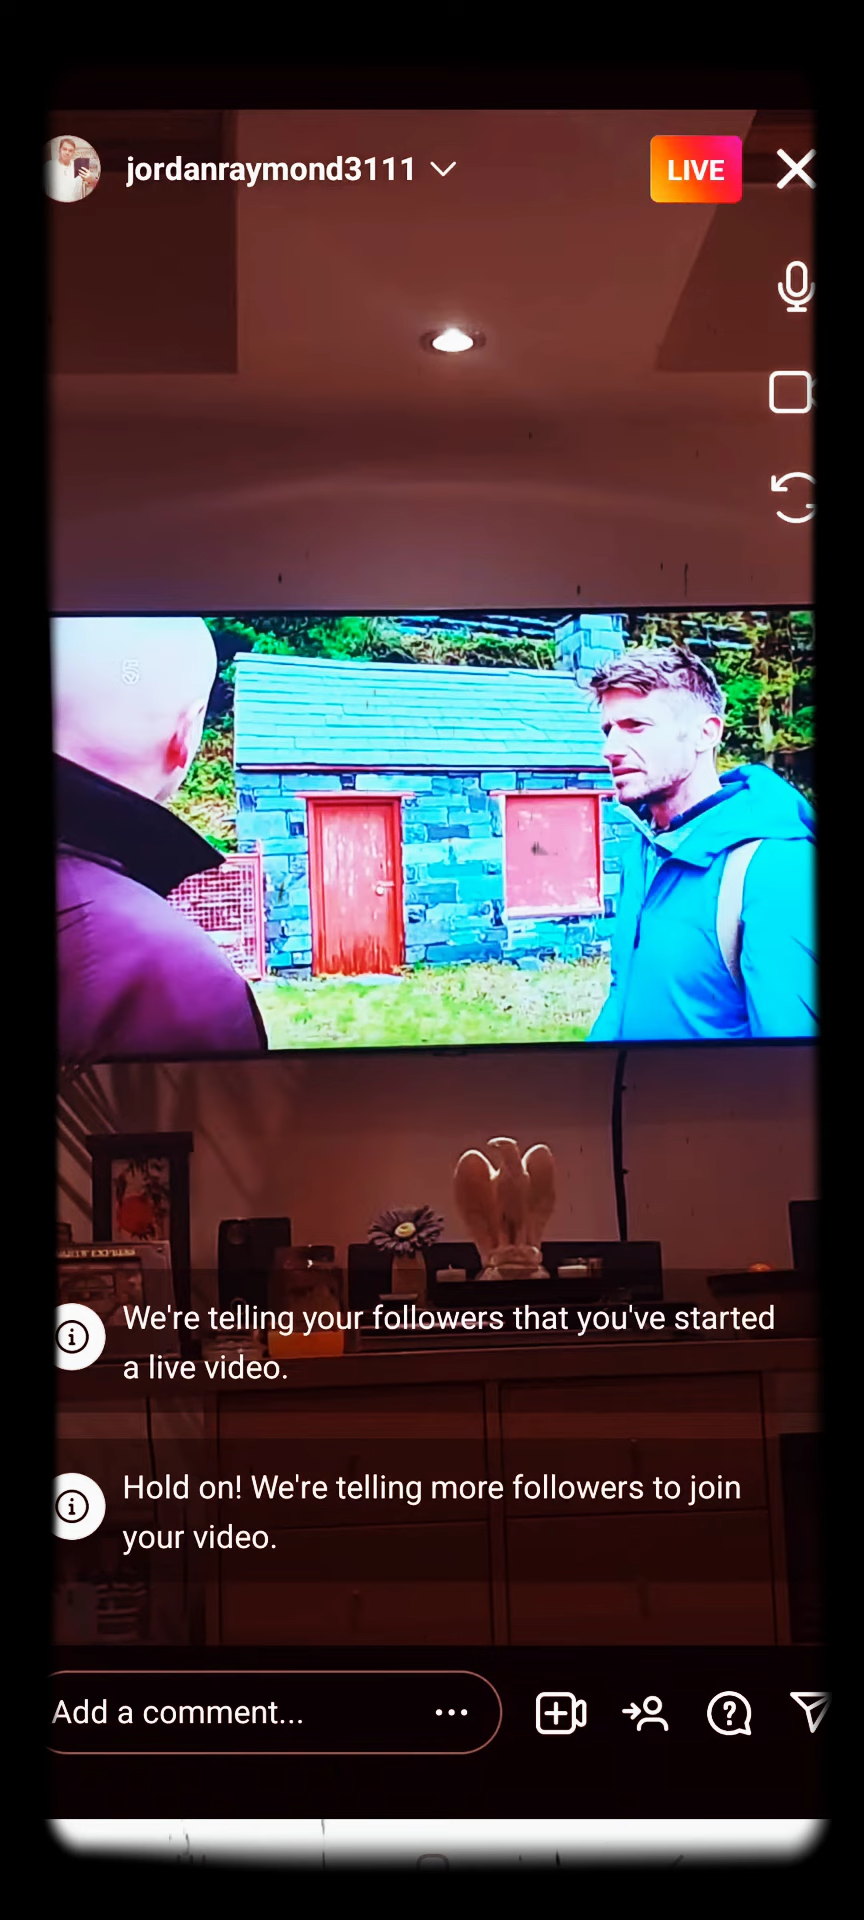 jordanraymond3111
LIVE
5
We're telling your followers that you've started
a live video.
Hold on! We're telling more followers to join
your video.
Add a comment...